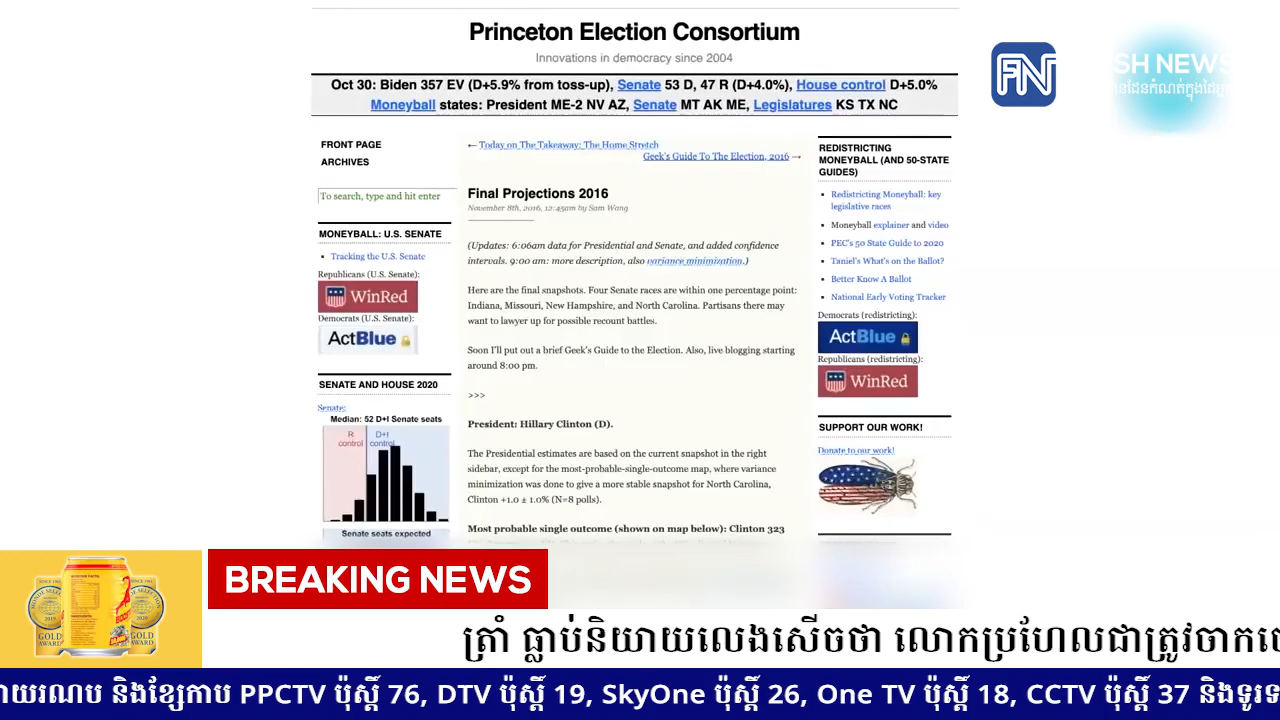 Princeton Election Consortium
Innovations in democracy since 2004
Oct 30: Biden 357 EV (D+5.9% from toss-up), Senate 53 D, 47 R (D+4.0%), House control D+5.0%
Moneyball states: President ME-2 NV AZ, Senate MT AK ME, Legislatures KS TX NC
FN
SH NEWS
FRONT PAGE
ARCHIVES
To search, type and hit enter
MONEYBALL: U.S. SENATE
Tracking the U.S. Senate
Republicans (U.S. Senate):
WinRed
Democrats (U.S. Senate):
ActBlue
SENATE AND HOUSE 2020
Senate:
Median: 52 D+I Senate seats
R control
D+I control
Senate seats expected
← Today on The Takeaway: The Home Stretch
Geek's Guide To The Election, 2016 →
Final Projections 2016
November 8th, 2016, 12:45am by Sam Wang
(Updates: 6:06am data for Presidential and Senate, and added confidence
intervals. 9:00 am: more description, also variance minimization.)
Here are the final snapshots. Four Senate races are within one percentage point:
Indiana, Missouri, New Hampshire, and North Carolina. Partisans there may
want to lawyer up for possible recount battles.
Soon I'll put out a brief Geek's Guide to the Election. Also, live blogging starting
around 8:00 pm.
>>>
President: Hillary Clinton (D).
The Presidential estimates are based on the current snapshot in the right
sidebar, except for the most-probable-single-outcome map, where variance
minimization was done to give a more stable snapshot for North Carolina,
Clinton +1.0 ± 1.0% (N=8 polls).
Most probable single outcome (shown on map below): Clinton 323
REDISTRICTING
MONEYBALL (AND 50-STATE
GUIDES)
Redistricting Moneyball: key
legislative races
Moneyball explainer and video
PEC's 50 State Guide to 2020
Taniel's What's on the Ballot?
Better Know A Ballot
National Early Voting Tracker
Democrats (redistricting):
ActBlue
Republicans (redistricting):
WinRed
SUPPORT OUR WORK!
Donate to our work!
GOLD AWARD
GOLD AWARD
BREAKING NEWS
ត្រាំ ធ្លាប់និយាយលេងសើចថា លោកប្រហែលជាត្រូវចាកចេ
ាយរណប និងខ្សែកាប PPCTV ប៉ុស្តិ៍ 76, DTV ប៉ុស្តិ៍ 19, SkyOne ប៉ុស្តិ៍ 26, One TV ប៉ុស្តិ៍ 18, CCTV ប៉ុស្តិ៍ 37 និងទូរទ